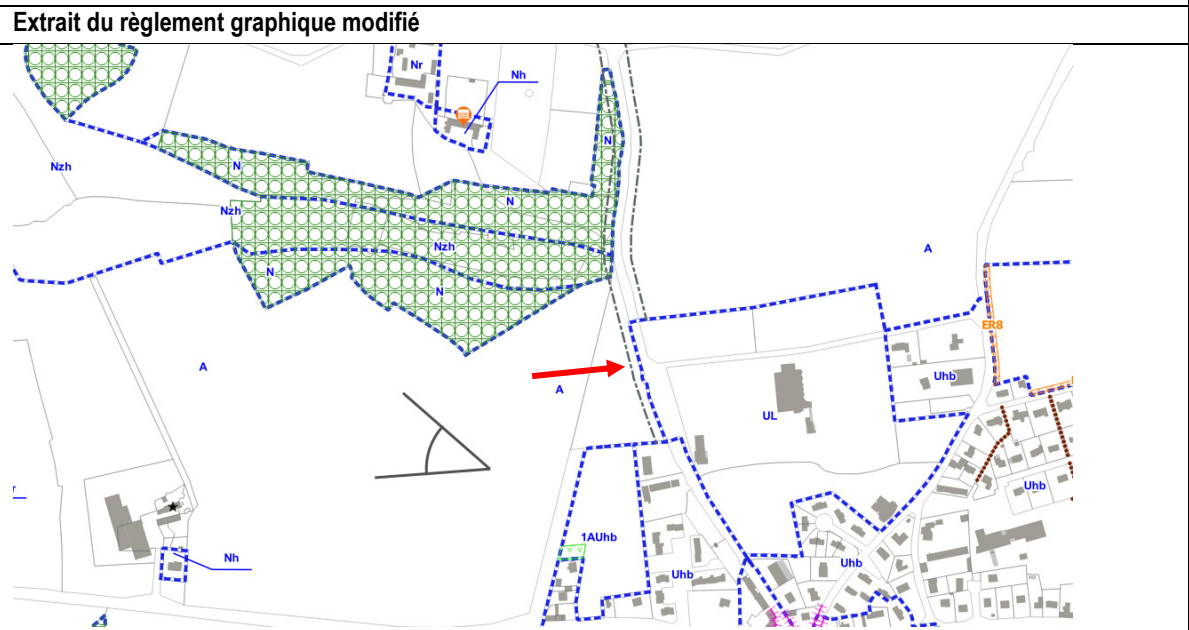 Extrait du règlement graphique modifié
Nr
Nh
N
Nzh
N
Nzh
N
Nzh
A
N
N
ER8
A
Uhb
A
UL
Uhb
1AUhb
Nh
Uhb
Uhb